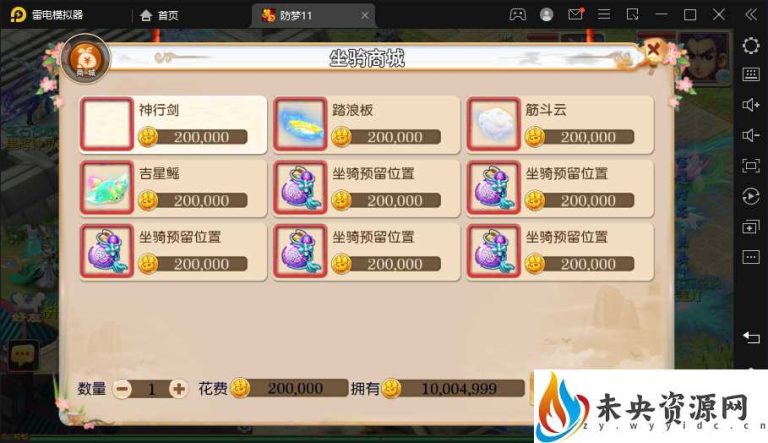 雷电模拟器
首页
防梦11
商城
坐骑商城
神行剑
200,000
踏浪板
200,000
筋斗云
200,000
吉星鳐
200,000
坐骑预留位置
200,000
坐骑预留位置
200,000
坐骑预留位置
200,000
坐骑预留位置
200,000
坐骑预留位置
200,000
数量 1 花费 200,000 拥有 10,004,999
未央资源网
zy.wyyidc.cn